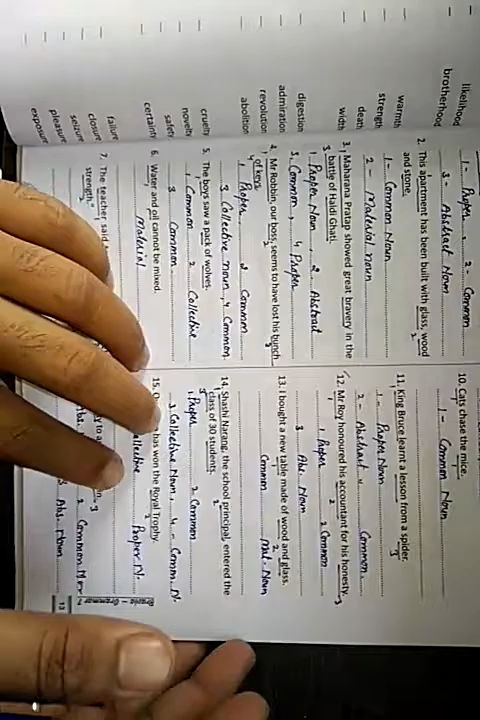 likelihood
brotherhood
warmth
strength
death
width
digestion
admiration
revolution
abolition
cruelty
novelty
safety
certainty
failure
closure
seizure
pleasure
exposure
1- Proper, 2- Common
3- Abstract Noun
2. This apartment has been built with glass, wood
and stone.
1- Common Noun
2- Material noun
3. Maharana Pratap showed great bravery in the
battle of Haldi Ghati.
1. Proper Noun, 2. Abstract
3. Common, 4 Proper
4. Mr Robbin, our boss, seems to have lost his bunch
of keys.
1. Proper, 2 Common
3 Collective noun, 4 Common,
5. The boys saw a pack of wolves.
1 Common 2 Collective
3 Common
6. Water and oil cannot be mixed.
Material
7. The teacher said
strength."
10. Cats chase the mice.
1- Common Noun
11. King Bruce learnt a lesson from a spider.
1- Proper Noun
2- Abstract, Common.
12. Mr Roy honoured his accountant for his honesty.
1 Proper 2 Common
3 Abs. Noun
13. I bought a new table made of wood and glass.
Common Mat. Noun
14. Shashi Narang, the school principal, entered the
class of 30 students.
1. Proper 2 Common
3. Collective Noun, 4- Common N.
15. has won the Royal Trophy.
Proper N.
2 Common N
3 Abs. Noun
Grammar 7
13